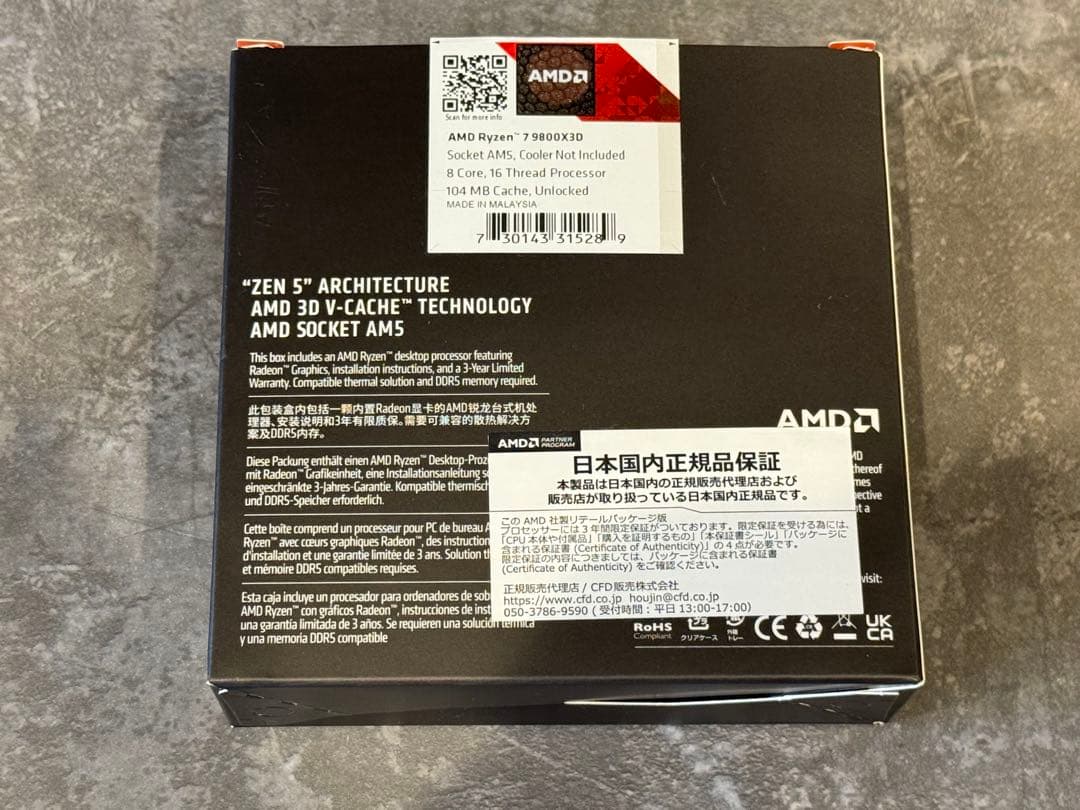 Scan for more info
AMD
AMD Ryzen™ 7 9800X3D
Socket AM5, Cooler Not Included
8 Core, 16 Thread Processor
104 MB Cache, Unlocked
MADE IN MALAYSIA
7 30143 31528 9
“ZEN 5” ARCHITECTURE
AMD 3D V-CACHE™ TECHNOLOGY
AMD SOCKET AM5
This box includes an AMD Ryzen™ desktop processor featuring
Radeon™ Graphics, installation instructions, and a 3-Year Limited
Warranty. Compatible thermal solution and DDR5 memory required.
此包装盒内包括一颗内置Radeon显卡的AMD锐龙台式机处
理器、安装说明和3年有限质保。需要可兼容的散热解决方
案及DDR5内存。
Diese Packung enthält einen AMD Ryzen™ Desktop-Proz
mit Radeon™ Grafikeinheit, eine Installationsanleitung
eingeschränkte 3-Jahres-Garantie. Kompatible thermisch
und DDR5-Speicher erforderlich.
Cette boîte comprend un processeur pour PC de bureau
Ryzen™ avec cœurs graphiques Radeon™, des instruction
d'installation et une garantie limitée de 3 ans. Solution
et mémoire DDR5 compatibles requises.
Esta caja incluye un procesador para ordenadores de sob
AMD Ryzen™ con gráficos Radeon™, instrucciones de inst
una garantía limitada de 3 años. Se requieren una solución térmica
y una memoria DDR5 compatible
AMD
MD
thereof
mes
pective
ot a
visit:
AMD PARTNER PROGRAM
日本国内正規品保証
本製品は日本国内の正規販売代理店および
販売店が取り扱っている日本国内正規品です。
この AMD 社製リテールパッケージ版
プロセッサーには 3 年間限定保証がついております。限定保証を受ける為には、
「CPU 本体や付属品」「購入を証明するもの」「本保証書シール」「パッケージに
含まれる保証書 (Certificate of Authenticity)」の 4 点が必要です。
限定保証の内容につきましては、パッケージに含まれる保証書
(Certificate of Authenticity) をご確認ください。
正規販売代理店 / CFD 販売株式会社
https://www.cfd.co.jp houjin@cfd.co.jp
050-3786-9590 ( 受付時間：平日 13:00-17:00)
RoHS
Compliant
プラ
クリアケース
外箱
トレー
CE
UK
CA